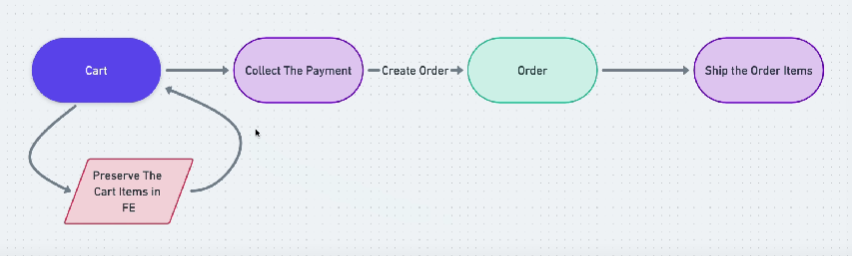 Cart
Collect The Payment
Create Order
Order
Ship the Order Items
Preserve The
Cart Items in
FE